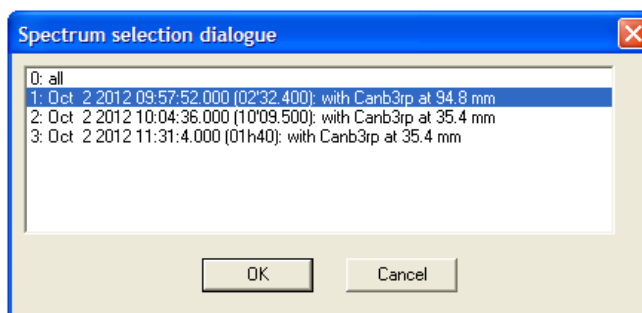 Spectrum selection dialogue
0: all
1: Oct  2 2012 09:57:52.000 (02'32.400): with Canb3rp at 94.8 mm
2: Oct  2 2012 10:04:36.000 (10'09.500): with Canb3rp at 35.4 mm
3: Oct  2 2012 11:31:4.000 (01h40): with Canb3rp at 35.4 mm
OK Cancel